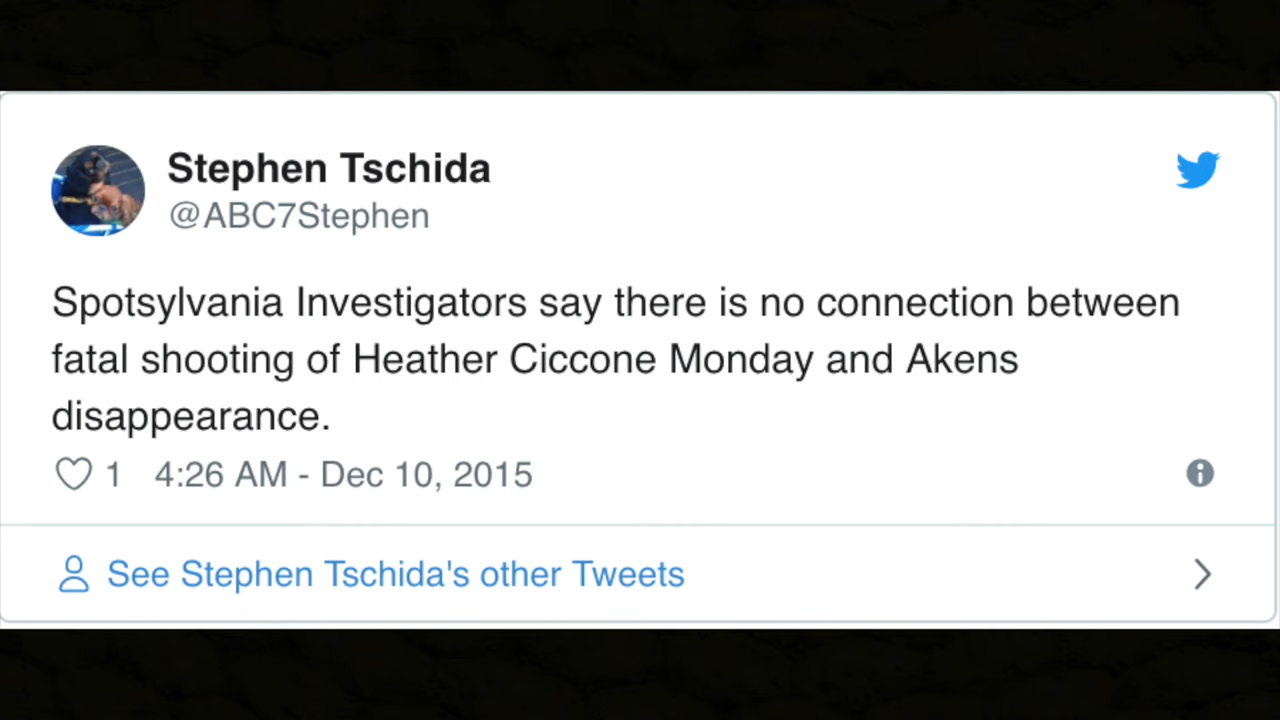 Stephen Tschida
@ABC7Stephen
Spotsylvania Investigators say there is no connection between
fatal shooting of Heather Ciccone Monday and Akens
disappearance.
1 4:26 AM - Dec 10, 2015
See Stephen Tschida's other Tweets